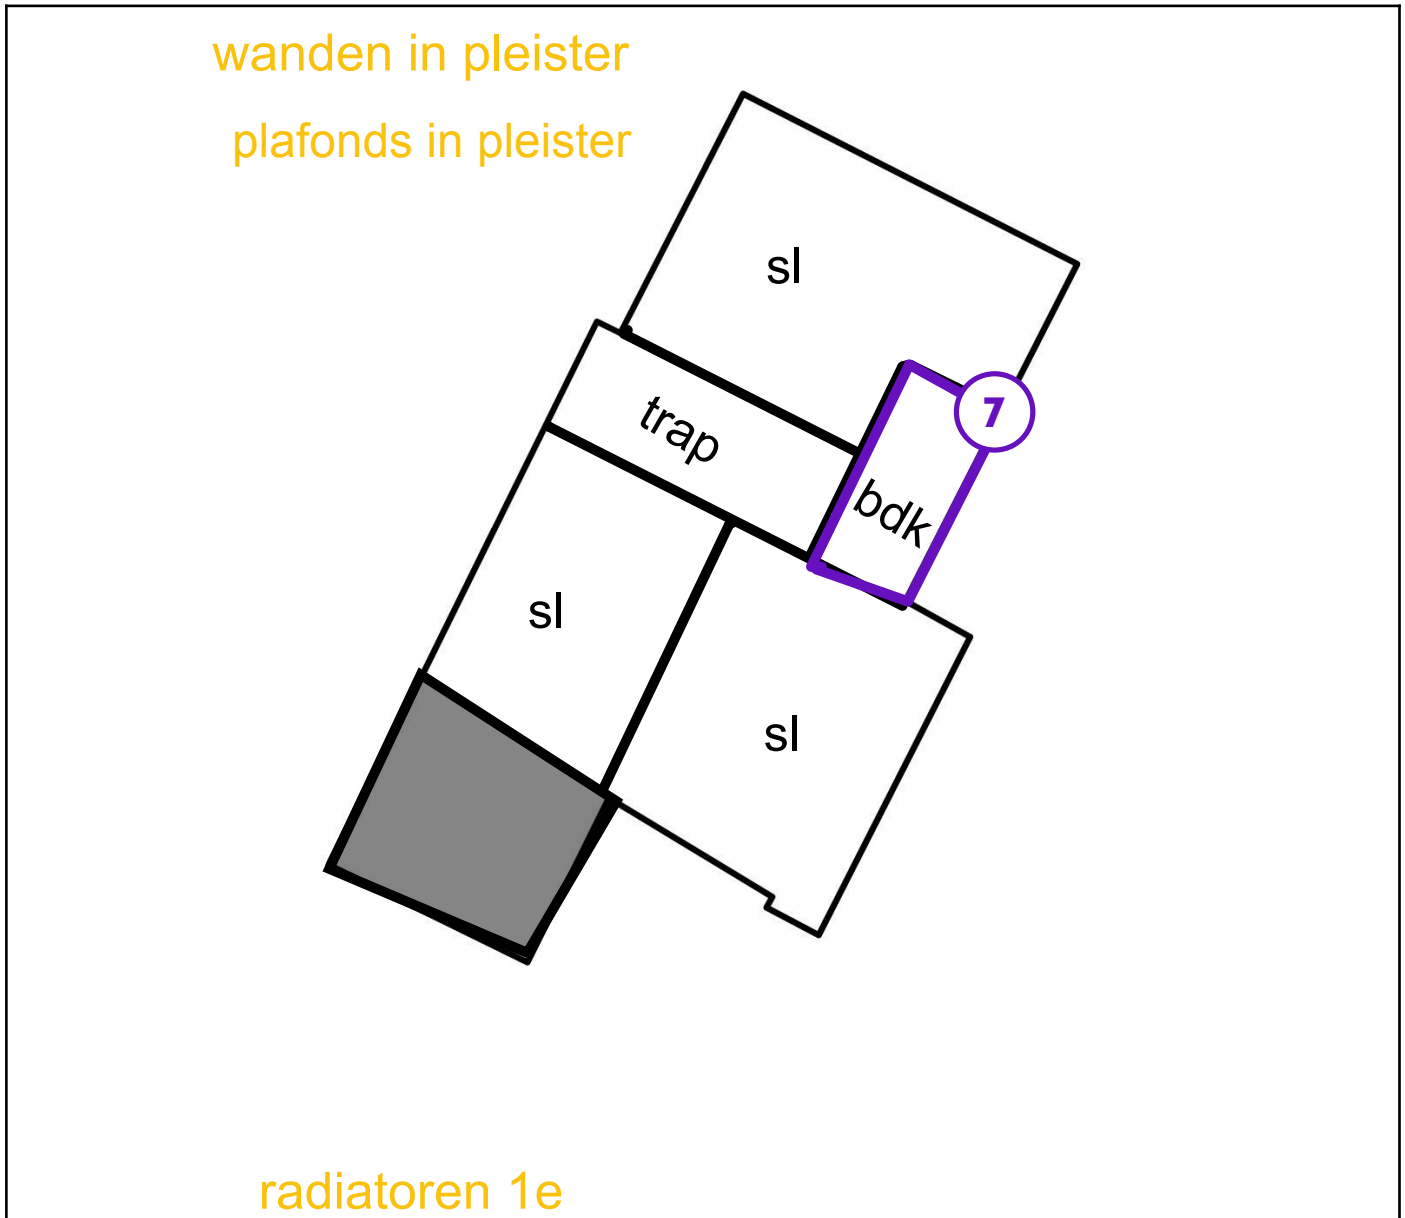 wanden in pleister
plafonds in pleister
sl
7
trap
bdk
sl
sl
radiatoren 1e